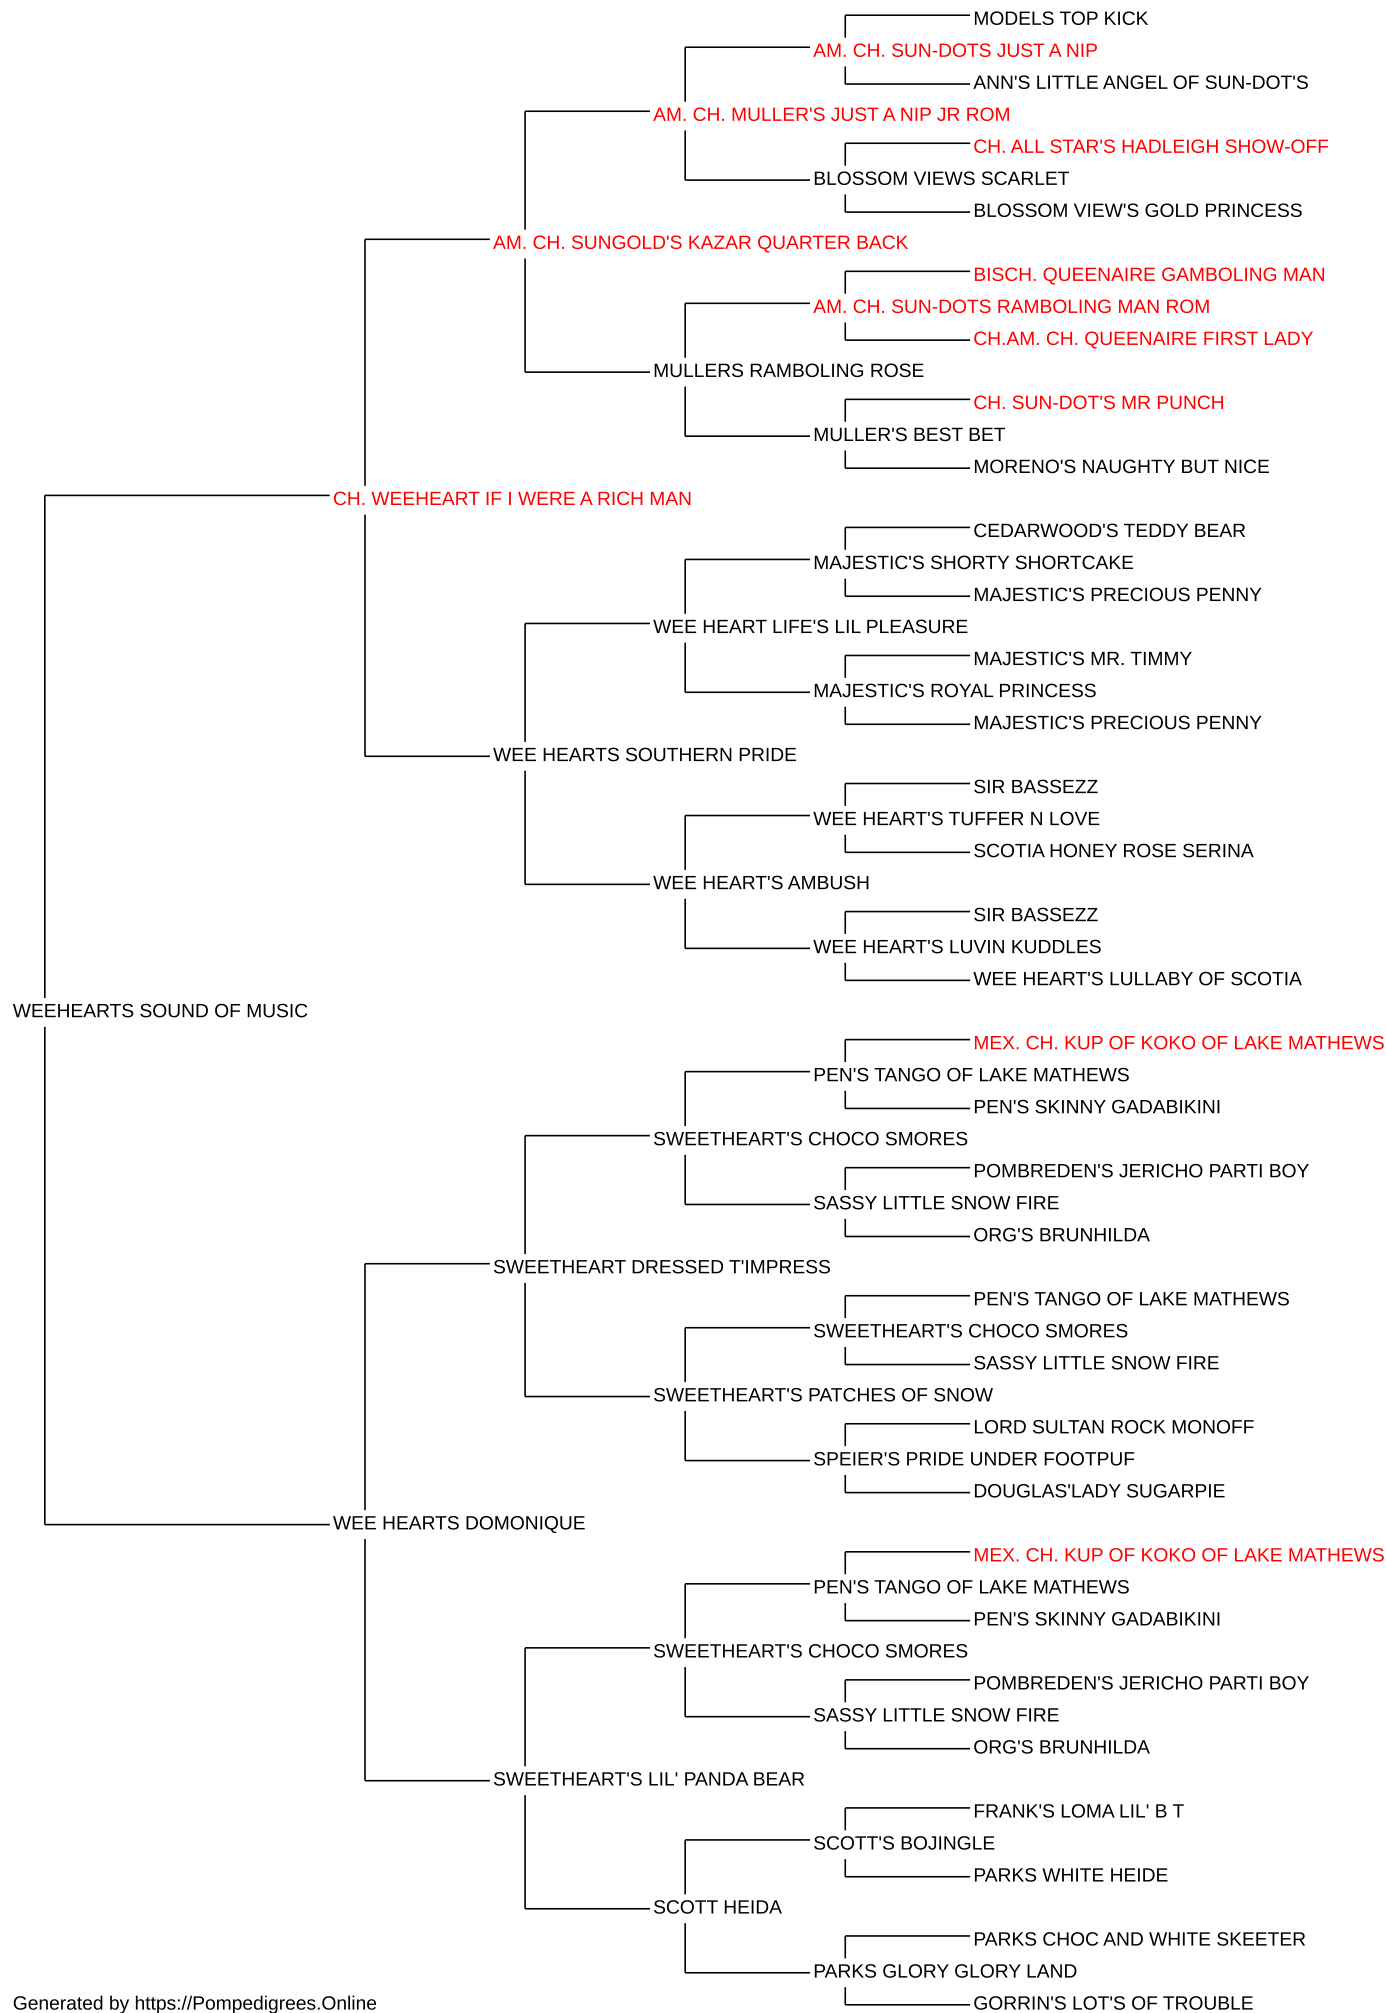 MODELS TOP KICK
AM. CH. SUN-DOTS JUST A NIP
ANN'S LITTLE ANGEL OF SUN-DOT'S
AM. CH. MULLER'S JUST A NIP JR ROM
CH. ALL STAR'S HADLEIGH SHOW-OFF
BLOSSOM VIEWS SCARLET
BLOSSOM VIEW'S GOLD PRINCESS
AM. CH. SUNGOLD'S KAZAR QUARTER BACK
BISCH. QUEENAIRE GAMBOLING MAN
AM. CH. SUN-DOTS RAMBOLING MAN ROM
CH.AM. CH. QUEENAIRE FIRST LADY
MULLERS RAMBOLING ROSE
CH. SUN-DOT'S MR PUNCH
MULLER'S BEST BET
MORENO'S NAUGHTY BUT NICE
CH. WEEHEART IF I WERE A RICH MAN
CEDARWOOD'S TEDDY BEAR
MAJESTIC'S SHORTY SHORTCAKE
MAJESTIC'S PRECIOUS PENNY
WEE HEART LIFE'S LIL PLEASURE
MAJESTIC'S MR. TIMMY
MAJESTIC'S ROYAL PRINCESS
MAJESTIC'S PRECIOUS PENNY
WEE HEARTS SOUTHERN PRIDE
SIR BASSEZZ
WEE HEART'S TUFFER N LOVE
SCOTIA HONEY ROSE SERINA
WEE HEART'S AMBUSH
SIR BASSEZZ
WEE HEART'S LUVIN KUDDLES
WEE HEART'S LULLABY OF SCOTIA
WEEHEARTS SOUND OF MUSIC
MEX. CH. KUP OF KOKO OF LAKE MATHEWS
PEN'S TANGO OF LAKE MATHEWS
PEN'S SKINNY GADABIKINI
SWEETHEART'S CHOCO SMORES
POMBREDEN'S JERICHO PARTI BOY
SASSY LITTLE SNOW FIRE
ORG'S BRUNHILDA
SWEETHEART DRESSED T'IMPRESS
PEN'S TANGO OF LAKE MATHEWS
SWEETHEART'S CHOCO SMORES
SASSY LITTLE SNOW FIRE
SWEETHEART'S PATCHES OF SNOW
LORD SULTAN ROCK MONOFF
SPEIER'S PRIDE UNDER FOOTPUF
DOUGLAS'LADY SUGARPIE
WEE HEARTS DOMONIQUE
MEX. CH. KUP OF KOKO OF LAKE MATHEWS
PEN'S TANGO OF LAKE MATHEWS
PEN'S SKINNY GADABIKINI
SWEETHEART'S CHOCO SMORES
POMBREDEN'S JERICHO PARTI BOY
SASSY LITTLE SNOW FIRE
ORG'S BRUNHILDA
SWEETHEART'S LIL' PANDA BEAR
FRANK'S LOMA LIL' B T
SCOTT'S BOJINGLE
PARKS WHITE HEIDE
SCOTT HEIDA
PARKS CHOC AND WHITE SKEETER
PARKS GLORY GLORY LAND
GORRIN'S LOT'S OF TROUBLE
Generated by https://Pompedigrees.Online